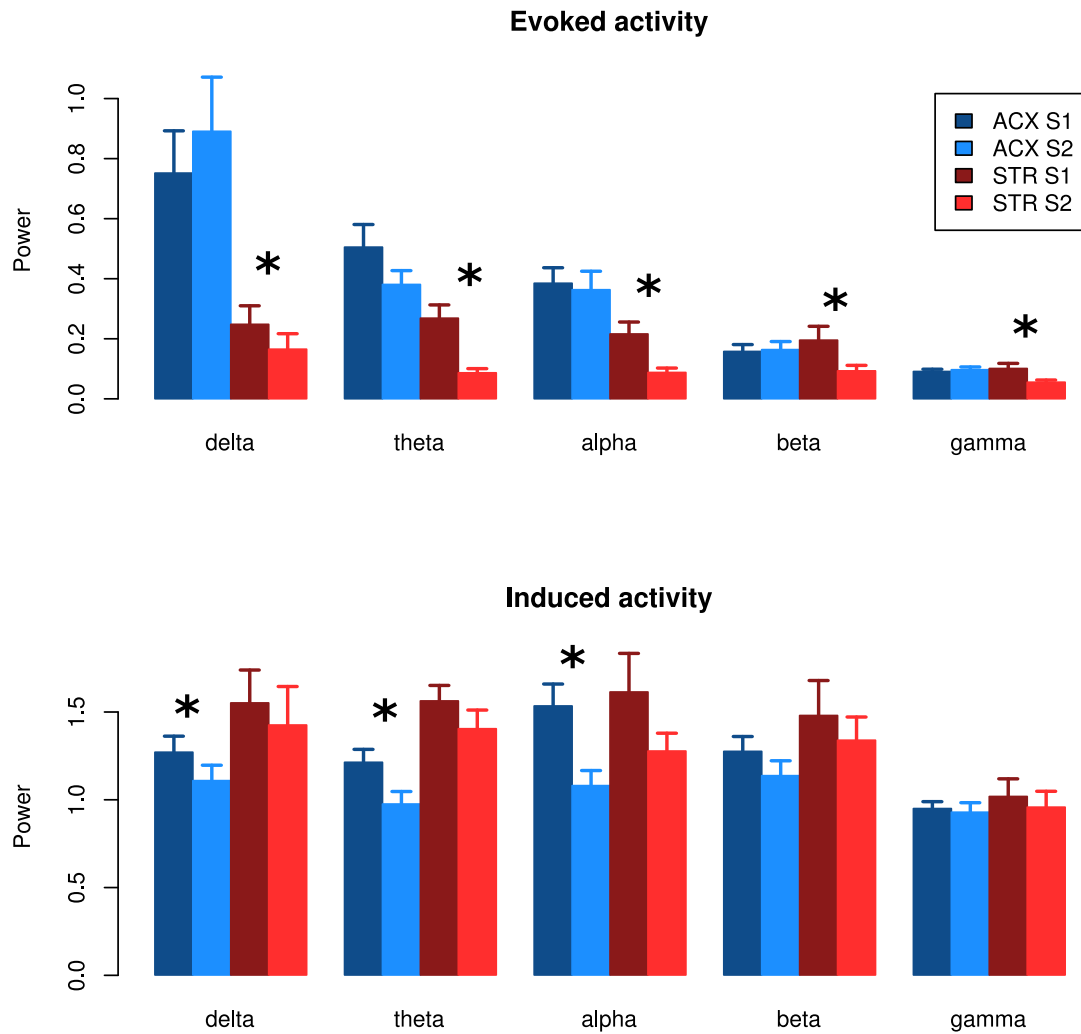 Evoked activity
1.0
0.8
0.6
0.4
0.2
0.0
Power
ACX S1
ACX S2
STR S1
STR S2
* * * * *
delta theta alpha beta gamma
Induced activity
1.5
1.0
0.5
0.0
Power
* * *
delta theta alpha beta gamma